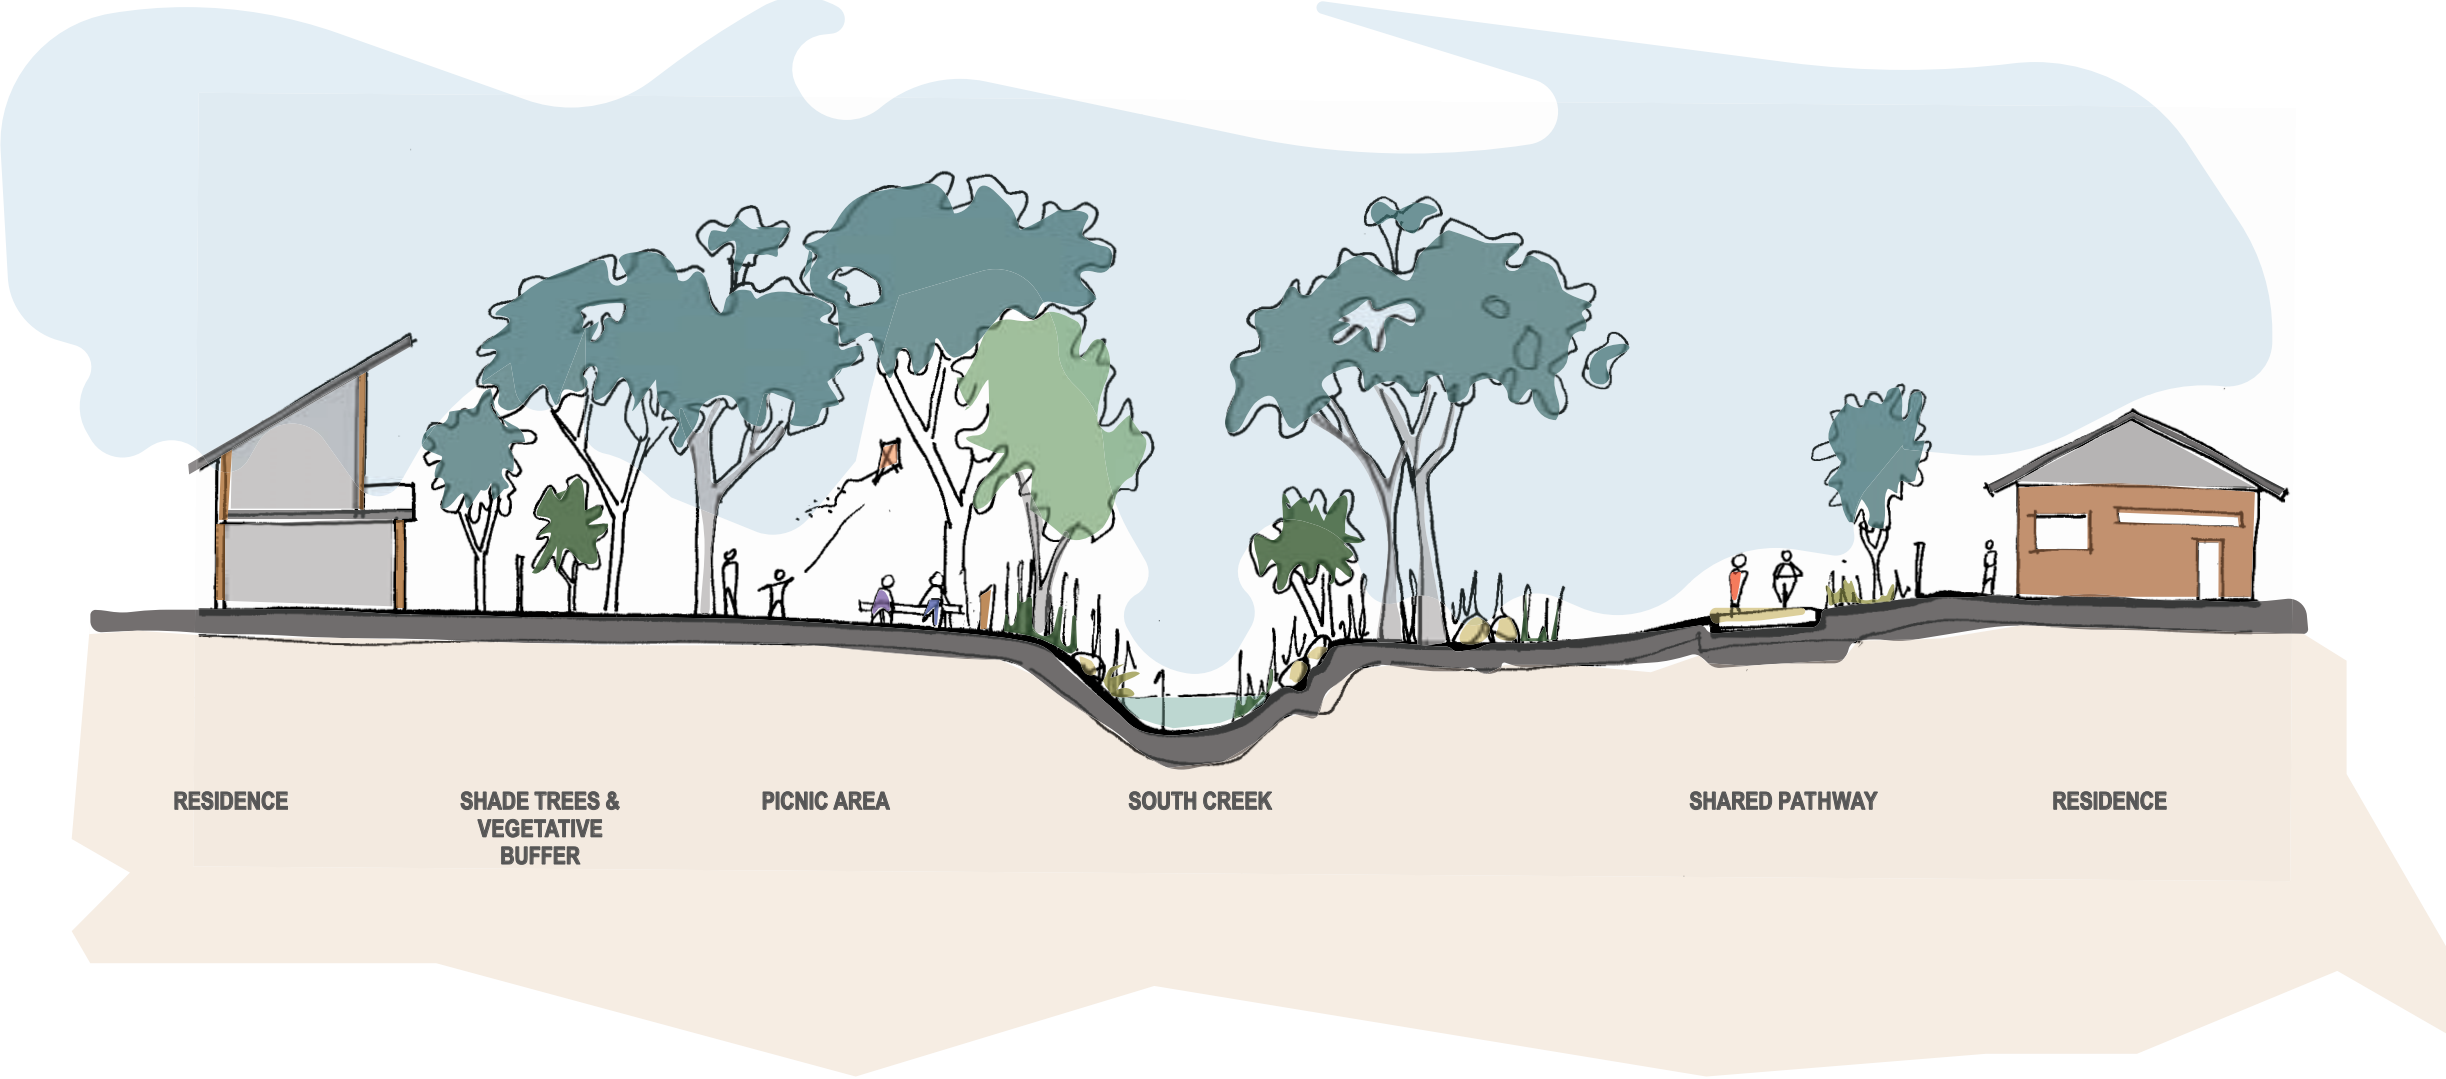 RESIDENCE
SHADE TREES &
VEGETATIVE
BUFFER
PICNIC AREA
SOUTH CREEK
SHARED PATHWAY
RESIDENCE